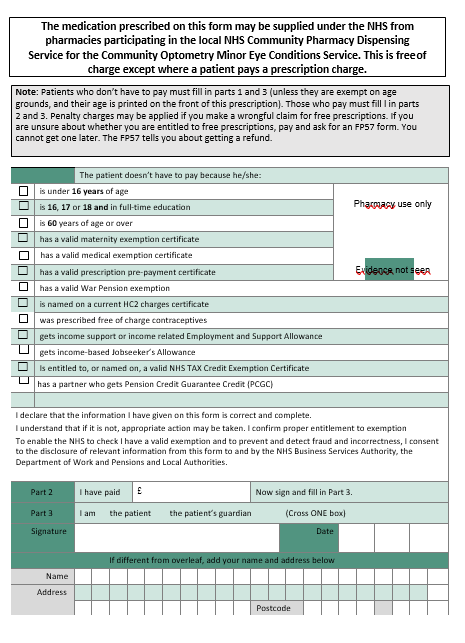 The medication prescribed on this form may be supplied under the NHS from
pharmacies participating in the local NHS Community Pharmacy Dispensing
Service for the Community Optometry Minor Eye Conditions Service. This is free of
charge except where a patient pays a prescription charge.
Note: Patients who don't have to pay must fill in parts 1 and 3 (unless they are exempt on age
grounds, and their age is printed on the front of this prescription). Those who pay must fill l in parts
2 and 3. Penalty charges may be applied if you make a wrongful claim for free prescriptions. If you
are unsure about whether you are entitled to free prescriptions, pay and ask for an FP57 form. You
cannot get one later. The FP57 tells you about getting a refund.
The patient doesn't have to pay because he/she:
is under 16 years of age
Pharmacy use only
is 16, 17 or 18 and in full-time education
is 60 years of age or over
has a valid maternity exemption certificate
has a valid medical exemption certificate
has a valid prescription pre-payment certificate
Evidence not seen
has a valid War Pension exemption
is named on a current HC2 charges certificate
was prescribed free of charge contraceptives
gets income support or income related Employment and Support Allowance
gets income-based Jobseeker's Allowance
Is entitled to, or named on, a valid NHS TAX Credit Exemption Certificate
has a partner who gets Pension Credit Guarantee Credit (PCGC)
I declare that the information I have given on this form is correct and complete.
I understand that if it is not, appropriate action may be taken. I confirm proper entitlement to exemption
To enable the NHS to check I have a valid exemption and to prevent and detect fraud and incorrectness, I consent
to the disclosure of relevant information from this form to and by the NHS Business Services Authority, the
Department of Work and Pensions and Local Authorities.
Part 2 I have paid £ Now sign and fill in Part 3.
Part 3 I am the patient the patient's guardian (Cross ONE box)
Signature Date
If different from overleaf, add your name and address below
Name
Address
Postcode